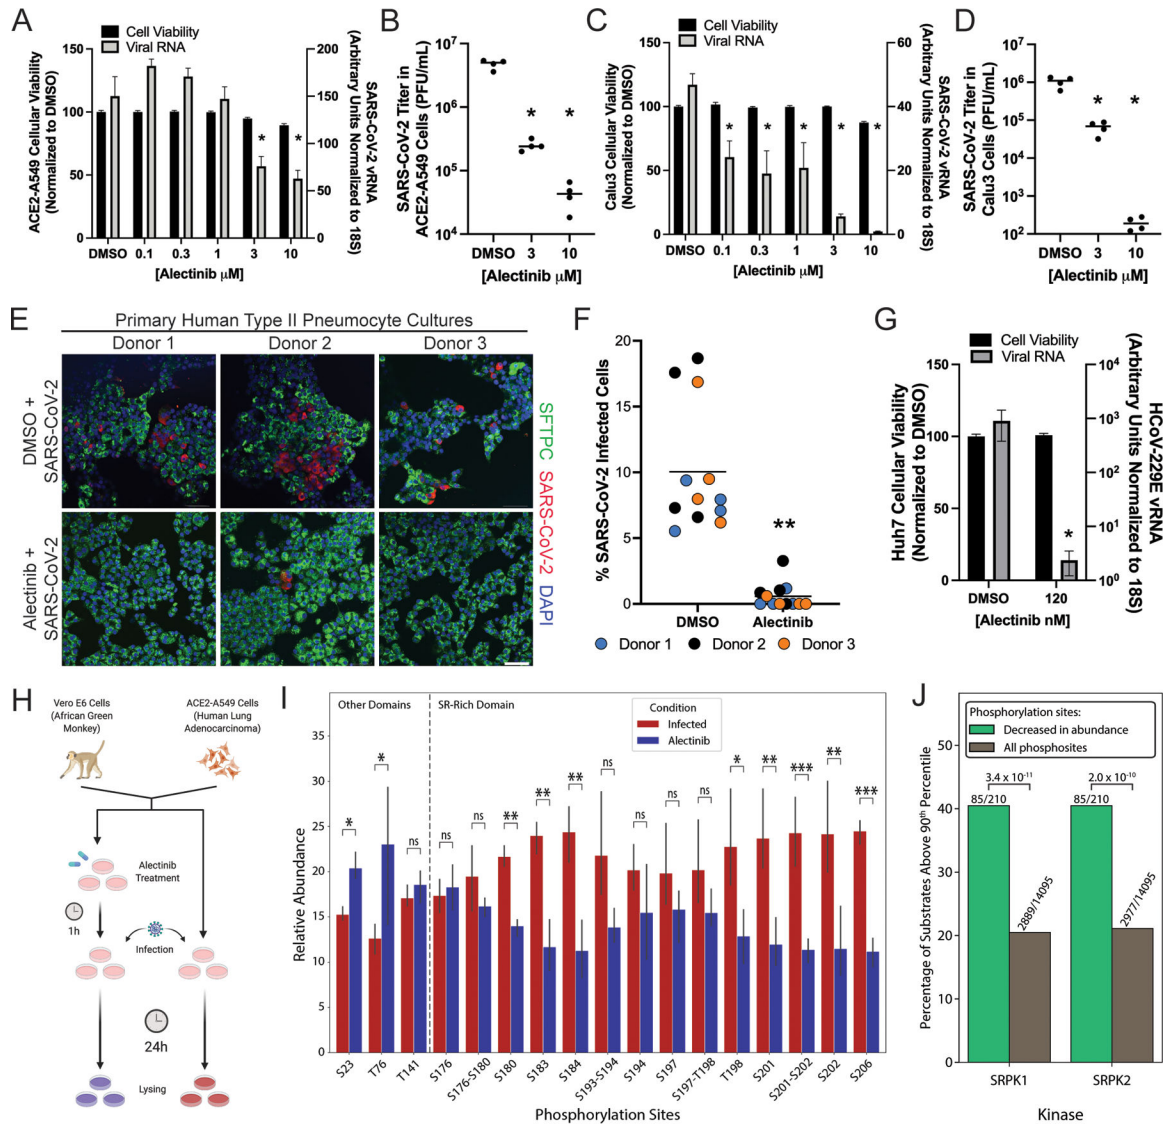 A
Cell Viability
Viral RNA
ACE2-A549 Cellular Viability
(Normalized to DMSO)
150
100
50
0
200
150
100
50
0
SARS-CoV-2 vRNA
(Arbitrary Units Normalized to 18S)
* *
DMSO 0.1 0.3 1 3 10
[Alectinib μM]
B
SARS-CoV-2 Titer in
ACE2-A549 Cells (PFU/mL)
10⁷
10⁶
10⁵
10⁴
* *
DMSO 3 10
[Alectinib μM]
C
Cell Viability
Viral RNA
Calu3 Cellular Viability
(Normalized to DMSO)
150
100
50
0
60
40
20
0
SARS-CoV-2 vRNA
(Arbitrary Units Normalized to 18S)
* * * * *
DMSO 0.1 0.3 1 3 10
[Alectinib μM]
D
SARS-CoV-2 Titer in
Calu3 Cells (PFU/mL)
10⁷
10⁶
10⁵
10⁴
10³
10²
* *
DMSO 3 10
[Alectinib μM]
E
Primary Human Type II Pneumocyte Cultures
Donor 1 Donor 2 Donor 3
DMSO +
SARS-CoV-2
Alectinib +
SARS-CoV-2
SFTPC SARS-CoV-2 DAPI
F
% SARS-CoV-2 Infected Cells
20
15
10
5
0
**
DMSO Alectinib
Donor 1 Donor 2 Donor 3
G
Cell Viability
Viral RNA
Huh7 Cellular Viability
(Normalized to DMSO)
150
100
50
0
10⁴
10³
10²
10¹
10⁰
HCoV-229E vRNA
(Arbitrary Units Normalized to 18S)
*
DMSO 120
[Alectinib nM]
H
Vero E6 Cells
(African Green
Monkey)
ACE2-A549 Cells
(Human Lung
Adenocarcinoma)
Alectinib
Treatment
1h
Infection
24h
Lysing
I
Other Domains SR-Rich Domain
Condition
Infected
Alectinib
Relative Abundance
35
30
25
20
15
10
5
0
* * ns ns ns ** ** ** ns ns ns ns * ** *** ** ***
S23 T76 T141 S176 S176-S180 S180 S183 S184 S193-S194 S194 S197 S197-T198 T198 S201 S201-S202 S202 S206
Phosphorylation Sites
J
Phosphorylation sites:
Decreased in abundance
All phosphosites
Percentage of Substrates Above 90th Percentile
50
40
30
20
10
0
3.4 x 10⁻¹¹ 2.0 x 10⁻¹⁰
85/210 85/210
2889/14095 2977/14095
SRPK1 SRPK2
Kinase